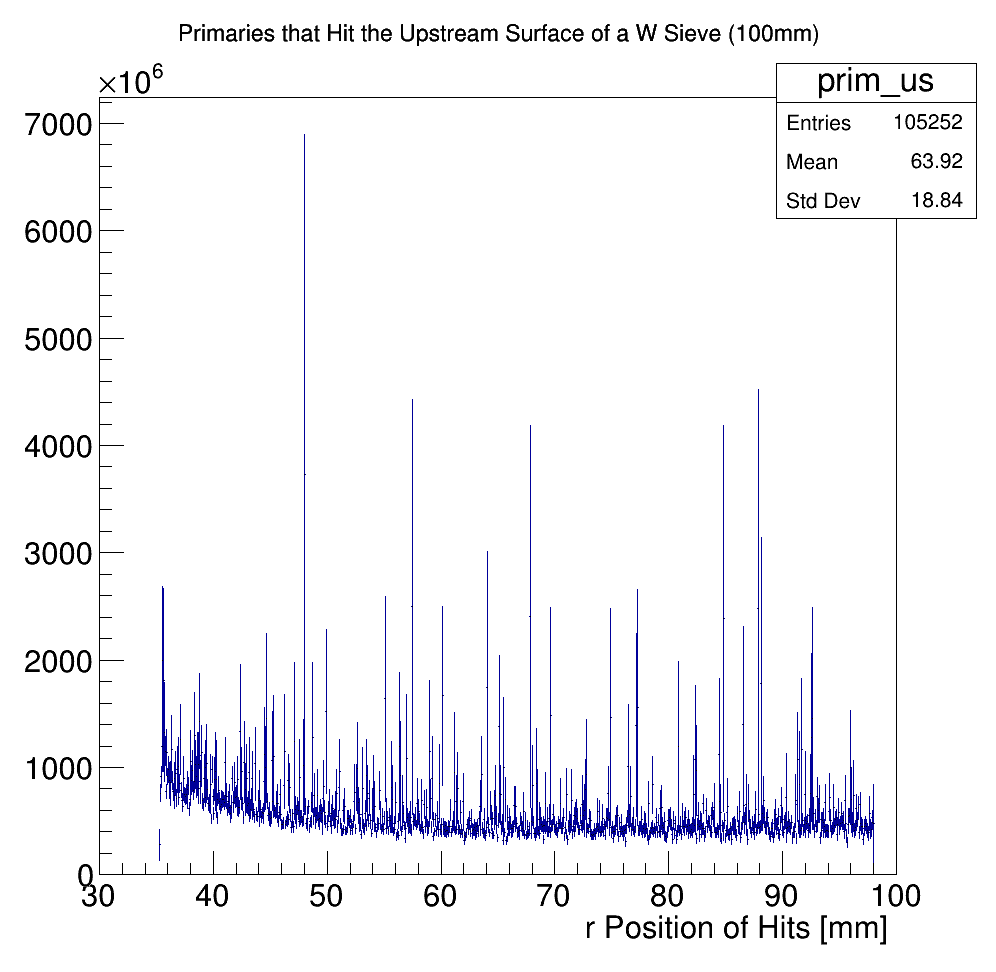 Primaries that Hit the Upstream Surface of a W Sieve (100mm)
×10⁶
prim_us
Entries 105252
Mean 63.92
Std Dev 18.84
7000
6000
5000
4000
3000
2000
1000
0
30 40 50 60 70 80 90 100
r Position of Hits [mm]